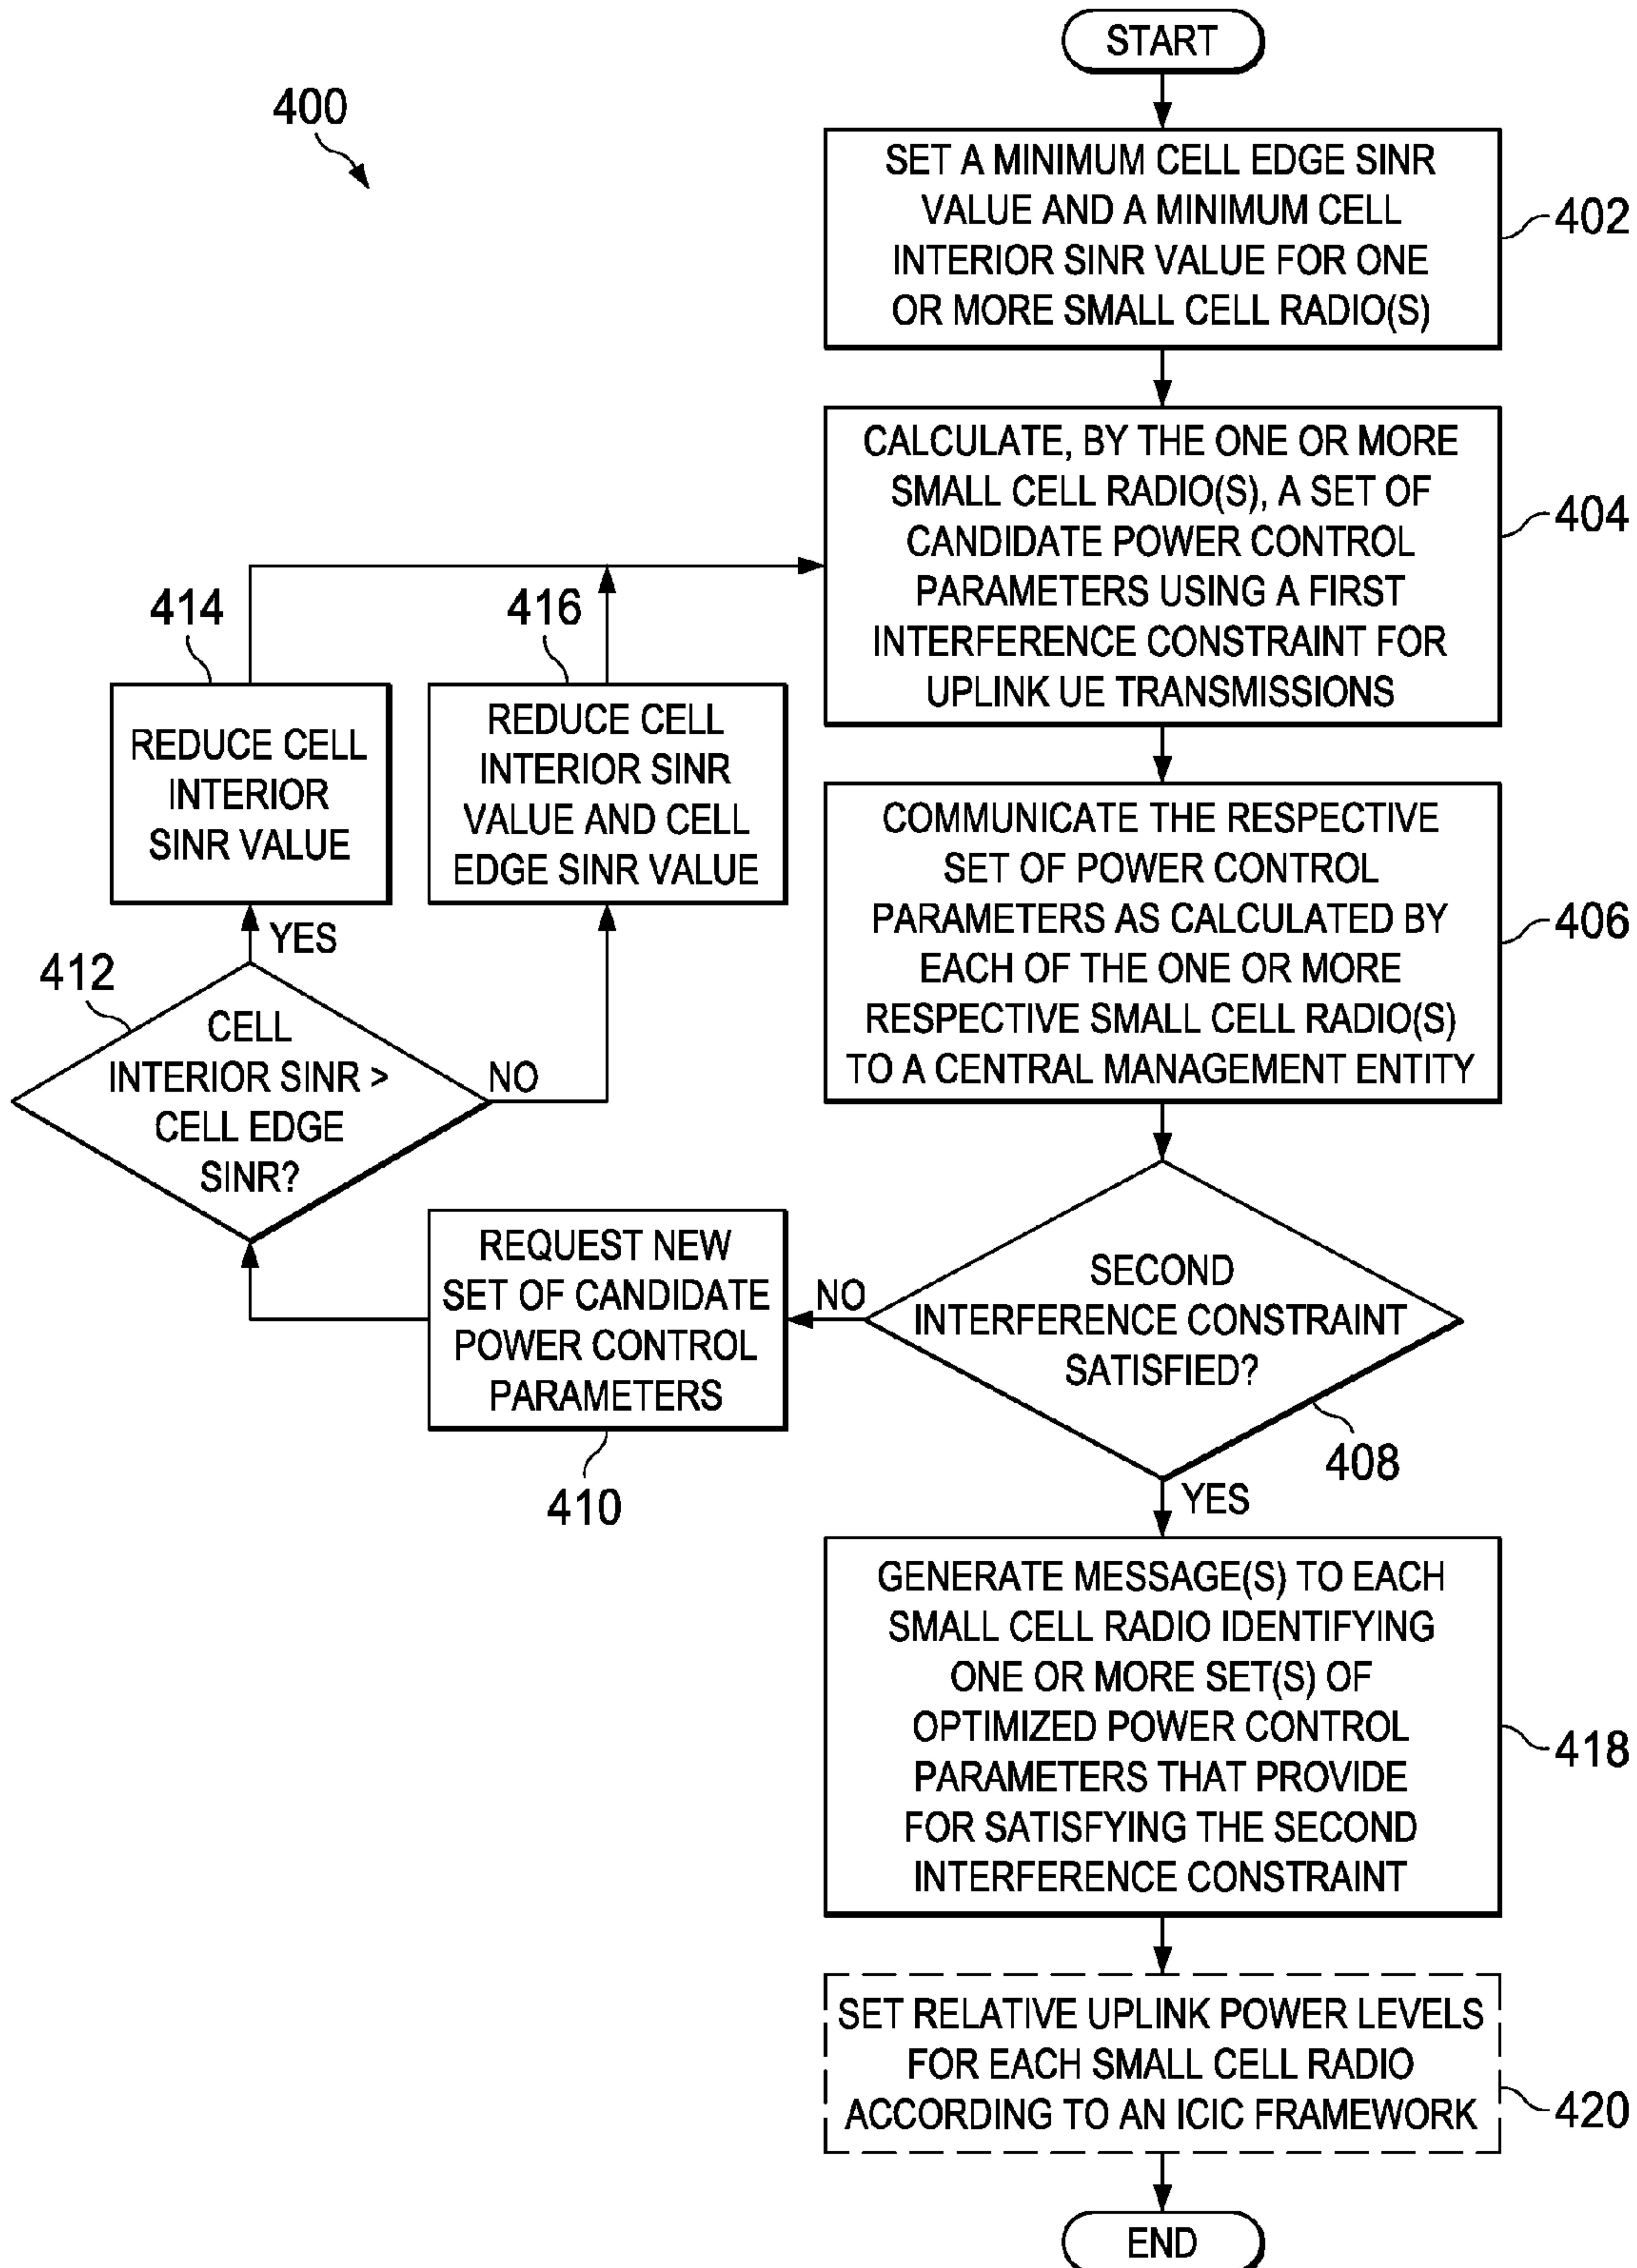 START
400
SET A MINIMUM CELL EDGE SINR
VALUE AND A MINIMUM CELL
INTERIOR SINR VALUE FOR ONE
OR MORE SMALL CELL RADIO(S)
402
CALCULATE, BY THE ONE OR MORE
SMALL CELL RADIO(S), A SET OF
CANDIDATE POWER CONTROL
PARAMETERS USING A FIRST
INTERFERENCE CONSTRAINT FOR
UPLINK UE TRANSMISSIONS
404
414
REDUCE CELL
INTERIOR
SINR VALUE
416
REDUCE CELL
INTERIOR SINR
VALUE AND CELL
EDGE SINR VALUE
COMMUNICATE THE RESPECTIVE
SET OF POWER CONTROL
PARAMETERS AS CALCULATED BY
EACH OF THE ONE OR MORE
RESPECTIVE SMALL CELL RADIO(S)
TO A CENTRAL MANAGEMENT ENTITY
406
YES
412
CELL
INTERIOR SINR >
CELL EDGE
SINR?
NO
REQUEST NEW
SET OF CANDIDATE
POWER CONTROL
PARAMETERS
410
NO
SECOND
INTERFERENCE CONSTRAINT
SATISFIED?
408
YES
GENERATE MESSAGE(S) TO EACH
SMALL CELL RADIO IDENTIFYING
ONE OR MORE SET(S) OF
OPTIMIZED POWER CONTROL
PARAMETERS THAT PROVIDE
FOR SATISFYING THE SECOND
INTERFERENCE CONSTRAINT
418
SET RELATIVE UPLINK POWER LEVELS
FOR EACH SMALL CELL RADIO
ACCORDING TO AN ICIC FRAMEWORK
420
END